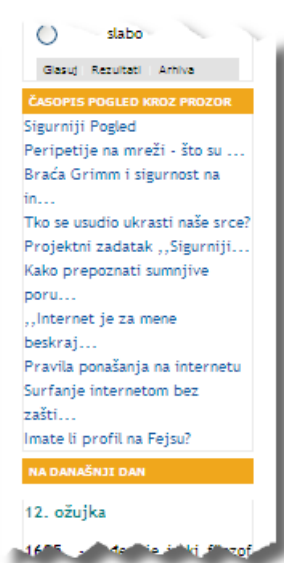 slabo
Glasuj Rezultati Arhiva
ČASOPIS POGLED KROZ PROZOR
Sigurniji Pogled
Peripetije na mreži - što su ...
Braća Grimm i sigurnost na
in...
Tko se usudio ukrasti naše srce?
Projektni zadatak ,,Sigurniji...
Kako prepoznati sumnjive
poru...
,,Internet je za mene
beskraj...
Pravila ponašanja na internetu
Surfanje internetom bez
zašti...
Imate li profil na Fejsu?
NA DANAŠNJI DAN
12. ožujka